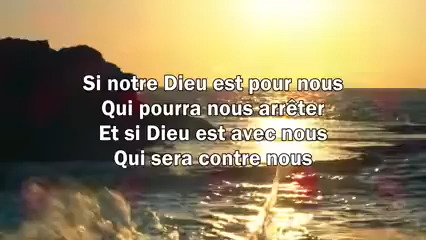 Si notre Dieu est pour nous
Qui pourra nous arrêter
Et si Dieu est avec nous
Qui sera contre nous